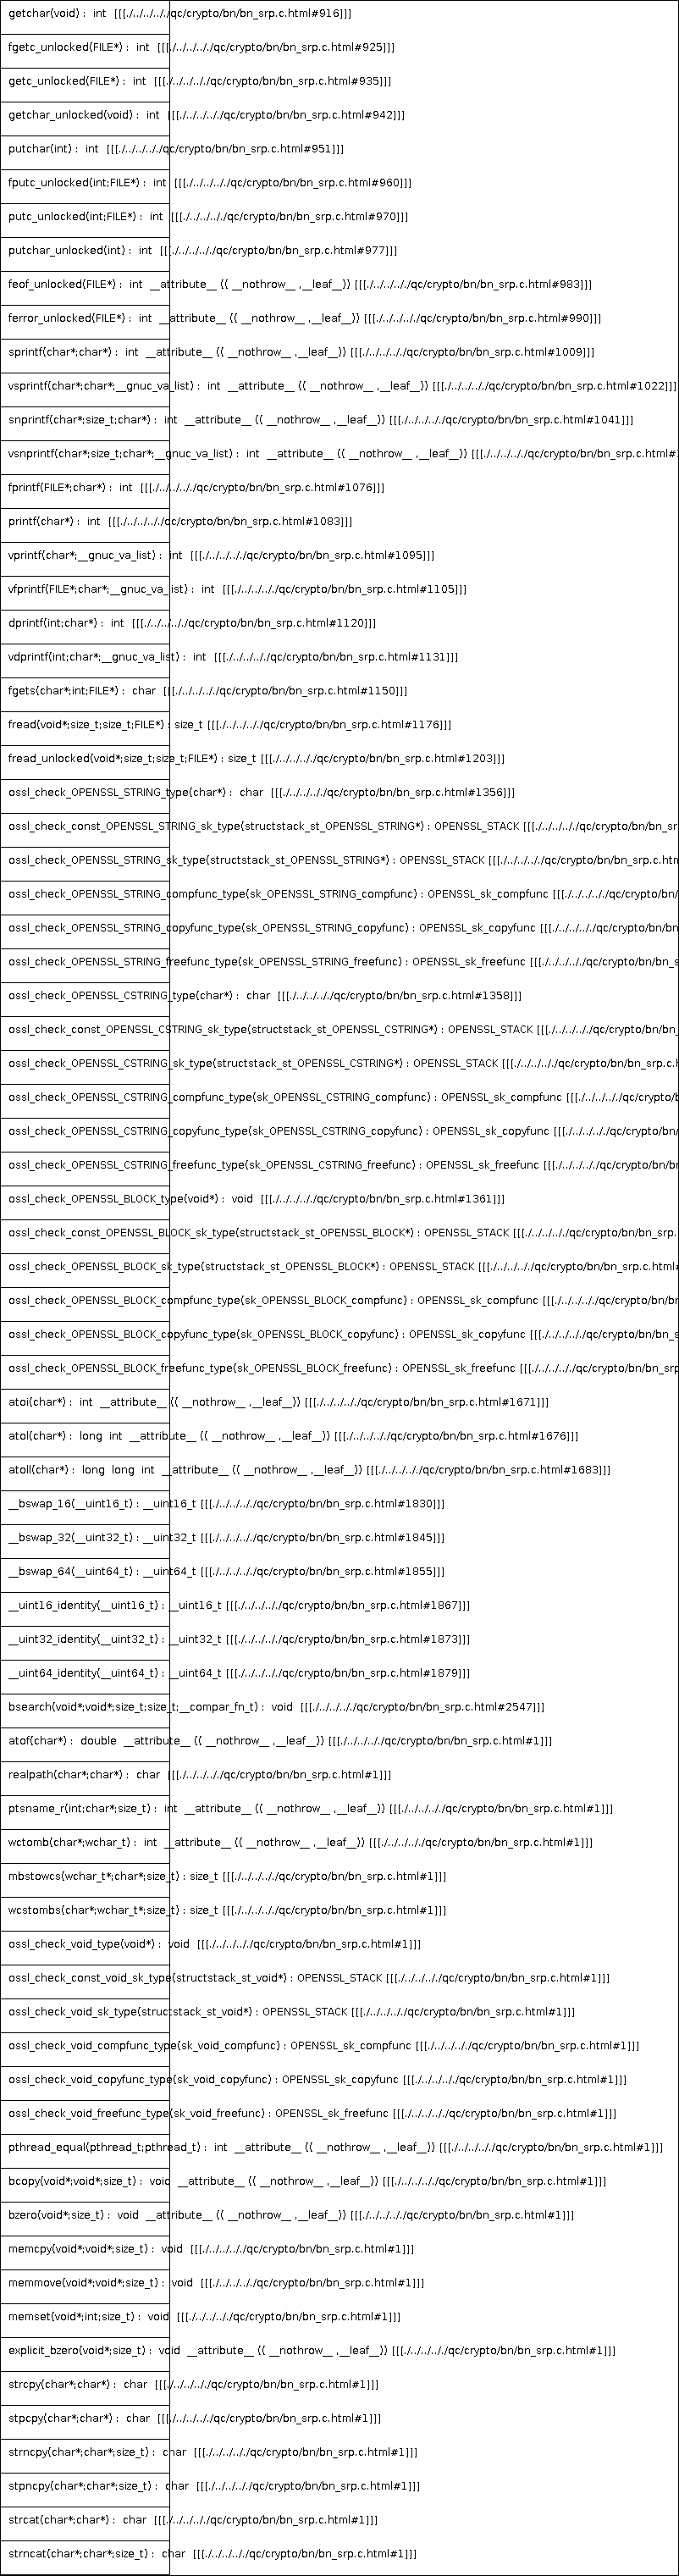 getchar(void) :  int  [[[./../../../../qc/crypto/bn/bn_srp.c.html#916]]]
fgetc_unlocked(FILE*) :  int  [[[./../../../../qc/crypto/bn/bn_srp.c.html#925]]]
getc_unlocked(FILE*) :  int  [[[./../../../../qc/crypto/bn/bn_srp.c.html#935]]]
getchar_unlocked(void) :  int  [[[./../../../../qc/crypto/bn/bn_srp.c.html#942]]]
putchar(int) :  int  [[[./../../../../qc/crypto/bn/bn_srp.c.html#951]]]
fputc_unlocked(int;FILE*) :  int  [[[./../../../../qc/crypto/bn/bn_srp.c.html#960]]]
putc_unlocked(int;FILE*) :  int  [[[./../../../../qc/crypto/bn/bn_srp.c.html#970]]]
putchar_unlocked(int) :  int  [[[./../../../../qc/crypto/bn/bn_srp.c.html#977]]]
feof_unlocked(FILE*) :  int  __attribute__ (( __nothrow__ ,__leaf__)) [[[./../../../../qc/crypto/bn/bn_srp.c.html#983]]]
ferror_unlocked(FILE*) :  int  __attribute__ (( __nothrow__ ,__leaf__)) [[[./../../../../qc/crypto/bn/bn_srp.c.html#990]]]
sprintf(char*;char*) :  int  __attribute__ (( __nothrow__ ,__leaf__)) [[[./../../../../qc/crypto/bn/bn_srp.c.html#1009]]]
vsprintf(char*;char*;__gnuc_va_list) :  int  __attribute__ (( __nothrow__ ,__leaf__)) [[[./../../../../qc/crypto/bn/bn_srp.c.html#1022]]]
snprintf(char*;size_t;char*) :  int  __attribute__ (( __nothrow__ ,__leaf__)) [[[./../../../../qc/crypto/bn/bn_srp.c.html#1041]]]
vsnprintf(char*;size_t;char*;__gnuc_va_list) :  int  __attribute__ (( __nothrow__ ,__leaf__)) [[[./../../../../qc/crypto/bn/bn_srp.c.html#
fprintf(FILE*;char*) :  int  [[[./../../../../qc/crypto/bn/bn_srp.c.html#1076]]]
printf(char*) :  int  [[[./../../../../qc/crypto/bn/bn_srp.c.html#1083]]]
vprintf(char*;__gnuc_va_list) :  int  [[[./../../../../qc/crypto/bn/bn_srp.c.html#1095]]]
vfprintf(FILE*;char*;__gnuc_va_list) :  int  [[[./../../../../qc/crypto/bn/bn_srp.c.html#1105]]]
dprintf(int;char*) :  int  [[[./../../../../qc/crypto/bn/bn_srp.c.html#1120]]]
vdprintf(int;char*;__gnuc_va_list) :  int  [[[./../../../../qc/crypto/bn/bn_srp.c.html#1131]]]
fgets(char*;int;FILE*) :  char  [[[./../../../../qc/crypto/bn/bn_srp.c.html#1150]]]
fread(void*;size_t;size_t;FILE*) : size_t [[[./../../../../qc/crypto/bn/bn_srp.c.html#1176]]]
fread_unlocked(void*;size_t;size_t;FILE*) : size_t [[[./../../../../qc/crypto/bn/bn_srp.c.html#1203]]]
ossl_check_OPENSSL_STRING_type(char*) :  char  [[[./../../../../qc/crypto/bn/bn_srp.c.html#1356]]]
ossl_check_const_OPENSSL_STRING_sk_type(structstack_st_OPENSSL_STRING*) : OPENSSL_STACK [[[./../../../../qc/crypto/bn/bn_sr
ossl_check_OPENSSL_STRING_sk_type(structstack_st_OPENSSL_STRING*) : OPENSSL_STACK [[[./../../../../qc/crypto/bn/bn_srp.c.htm
ossl_check_OPENSSL_STRING_compfunc_type(sk_OPENSSL_STRING_compfunc) : OPENSSL_sk_compfunc [[[./../../../../qc/crypto/bn/
ossl_check_OPENSSL_STRING_copyfunc_type(sk_OPENSSL_STRING_copyfunc) : OPENSSL_sk_copyfunc [[[./../../../../qc/crypto/bn/bn
ossl_check_OPENSSL_STRING_freefunc_type(sk_OPENSSL_STRING_freefunc) : OPENSSL_sk_freefunc [[[./../../../../qc/crypto/bn/bn_s
ossl_check_OPENSSL_CSTRING_type(char*) :  char  [[[./../../../../qc/crypto/bn/bn_srp.c.html#1358]]]
ossl_check_const_OPENSSL_CSTRING_sk_type(structstack_st_OPENSSL_CSTRING*) : OPENSSL_STACK [[[./../../../../qc/crypto/bn/bn_
ossl_check_OPENSSL_CSTRING_sk_type(structstack_st_OPENSSL_CSTRING*) : OPENSSL_STACK [[[./../../../../qc/crypto/bn/bn_srp.c.h
ossl_check_OPENSSL_CSTRING_compfunc_type(sk_OPENSSL_CSTRING_compfunc) : OPENSSL_sk_compfunc [[[./../../../../qc/crypto/b
ossl_check_OPENSSL_CSTRING_copyfunc_type(sk_OPENSSL_CSTRING_copyfunc) : OPENSSL_sk_copyfunc [[[./../../../../qc/crypto/bn/
ossl_check_OPENSSL_CSTRING_freefunc_type(sk_OPENSSL_CSTRING_freefunc) : OPENSSL_sk_freefunc [[[./../../../../qc/crypto/bn/bn
ossl_check_OPENSSL_BLOCK_type(void*) :  void  [[[./../../../../qc/crypto/bn/bn_srp.c.html#1361]]]
ossl_check_const_OPENSSL_BLOCK_sk_type(structstack_st_OPENSSL_BLOCK*) : OPENSSL_STACK [[[./../../../../qc/crypto/bn/bn_srp.
ossl_check_OPENSSL_BLOCK_sk_type(structstack_st_OPENSSL_BLOCK*) : OPENSSL_STACK [[[./../../../../qc/crypto/bn/bn_srp.c.html#
ossl_check_OPENSSL_BLOCK_compfunc_type(sk_OPENSSL_BLOCK_compfunc) : OPENSSL_sk_compfunc [[[./../../../../qc/crypto/bn/bn
ossl_check_OPENSSL_BLOCK_copyfunc_type(sk_OPENSSL_BLOCK_copyfunc) : OPENSSL_sk_copyfunc [[[./../../../../qc/crypto/bn/bn_s
ossl_check_OPENSSL_BLOCK_freefunc_type(sk_OPENSSL_BLOCK_freefunc) : OPENSSL_sk_freefunc [[[./../../../../qc/crypto/bn/bn_srp
atoi(char*) :  int  __attribute__ (( __nothrow__ ,__leaf__)) [[[./../../../../qc/crypto/bn/bn_srp.c.html#1671]]]
atol(char*) :  long  int  __attribute__ (( __nothrow__ ,__leaf__)) [[[./../../../../qc/crypto/bn/bn_srp.c.html#1676]]]
atoll(char*) :  long  long  int  __attribute__ (( __nothrow__ ,__leaf__)) [[[./../../../../qc/crypto/bn/bn_srp.c.html#1683]]]
__bswap_16(__uint16_t) : __uint16_t [[[./../../../../qc/crypto/bn/bn_srp.c.html#1830]]]
__bswap_32(__uint32_t) : __uint32_t [[[./../../../../qc/crypto/bn/bn_srp.c.html#1845]]]
__bswap_64(__uint64_t) : __uint64_t [[[./../../../../qc/crypto/bn/bn_srp.c.html#1855]]]
__uint16_identity(__uint16_t) : __uint16_t [[[./../../../../qc/crypto/bn/bn_srp.c.html#1867]]]
__uint32_identity(__uint32_t) : __uint32_t [[[./../../../../qc/crypto/bn/bn_srp.c.html#1873]]]
__uint64_identity(__uint64_t) : __uint64_t [[[./../../../../qc/crypto/bn/bn_srp.c.html#1879]]]
bsearch(void*;void*;size_t;size_t;__compar_fn_t) :  void  [[[./../../../../qc/crypto/bn/bn_srp.c.html#2547]]]
atof(char*) :  double  __attribute__ (( __nothrow__ ,__leaf__)) [[[./../../../../qc/crypto/bn/bn_srp.c.html#1]]]
realpath(char*;char*) :  char  [[[./../../../../qc/crypto/bn/bn_srp.c.html#1]]]
ptsname_r(int;char*;size_t) :  int  __attribute__ (( __nothrow__ ,__leaf__)) [[[./../../../../qc/crypto/bn/bn_srp.c.html#1]]]
wctomb(char*;wchar_t) :  int  __attribute__ (( __nothrow__ ,__leaf__)) [[[./../../../../qc/crypto/bn/bn_srp.c.html#1]]]
mbstowcs(wchar_t*;char*;size_t) : size_t [[[./../../../../qc/crypto/bn/bn_srp.c.html#1]]]
wcstombs(char*;wchar_t*;size_t) : size_t [[[./../../../../qc/crypto/bn/bn_srp.c.html#1]]]
ossl_check_void_type(void*) :  void  [[[./../../../../qc/crypto/bn/bn_srp.c.html#1]]]
ossl_check_const_void_sk_type(structstack_st_void*) : OPENSSL_STACK [[[./../../../../qc/crypto/bn/bn_srp.c.html#1]]]
ossl_check_void_sk_type(structstack_st_void*) : OPENSSL_STACK [[[./../../../../qc/crypto/bn/bn_srp.c.html#1]]]
ossl_check_void_compfunc_type(sk_void_compfunc) : OPENSSL_sk_compfunc [[[./../../../../qc/crypto/bn/bn_srp.c.html#1]]]
ossl_check_void_copyfunc_type(sk_void_copyfunc) : OPENSSL_sk_copyfunc [[[./../../../../qc/crypto/bn/bn_srp.c.html#1]]]
ossl_check_void_freefunc_type(sk_void_freefunc) : OPENSSL_sk_freefunc [[[./../../../../qc/crypto/bn/bn_srp.c.html#1]]]
pthread_equal(pthread_t;pthread_t) :  int  __attribute__ (( __nothrow__ ,__leaf__)) [[[./../../../../qc/crypto/bn/bn_srp.c.html#1]]]
bcopy(void*;void*;size_t) :  void  __attribute__ (( __nothrow__ ,__leaf__)) [[[./../../../../qc/crypto/bn/bn_srp.c.html#1]]]
bzero(void*;size_t) :  void  __attribute__ (( __nothrow__ ,__leaf__)) [[[./../../../../qc/crypto/bn/bn_srp.c.html#1]]]
memcpy(void*;void*;size_t) :  void  [[[./../../../../qc/crypto/bn/bn_srp.c.html#1]]]
memmove(void*;void*;size_t) :  void  [[[./../../../../qc/crypto/bn/bn_srp.c.html#1]]]
memset(void*;int;size_t) :  void  [[[./../../../../qc/crypto/bn/bn_srp.c.html#1]]]
explicit_bzero(void*;size_t) :  void  __attribute__ (( __nothrow__ ,__leaf__)) [[[./../../../../qc/crypto/bn/bn_srp.c.html#1]]]
strcpy(char*;char*) :  char  [[[./../../../../qc/crypto/bn/bn_srp.c.html#1]]]
stpcpy(char*;char*) :  char  [[[./../../../../qc/crypto/bn/bn_srp.c.html#1]]]
strncpy(char*;char*;size_t) :  char  [[[./../../../../qc/crypto/bn/bn_srp.c.html#1]]]
stpncpy(char*;char*;size_t) :  char  [[[./../../../../qc/crypto/bn/bn_srp.c.html#1]]]
strcat(char*;char*) :  char  [[[./../../../../qc/crypto/bn/bn_srp.c.html#1]]]
strncat(char*;char*;size_t) :  char  [[[./../../../../qc/crypto/bn/bn_srp.c.html#1]]]